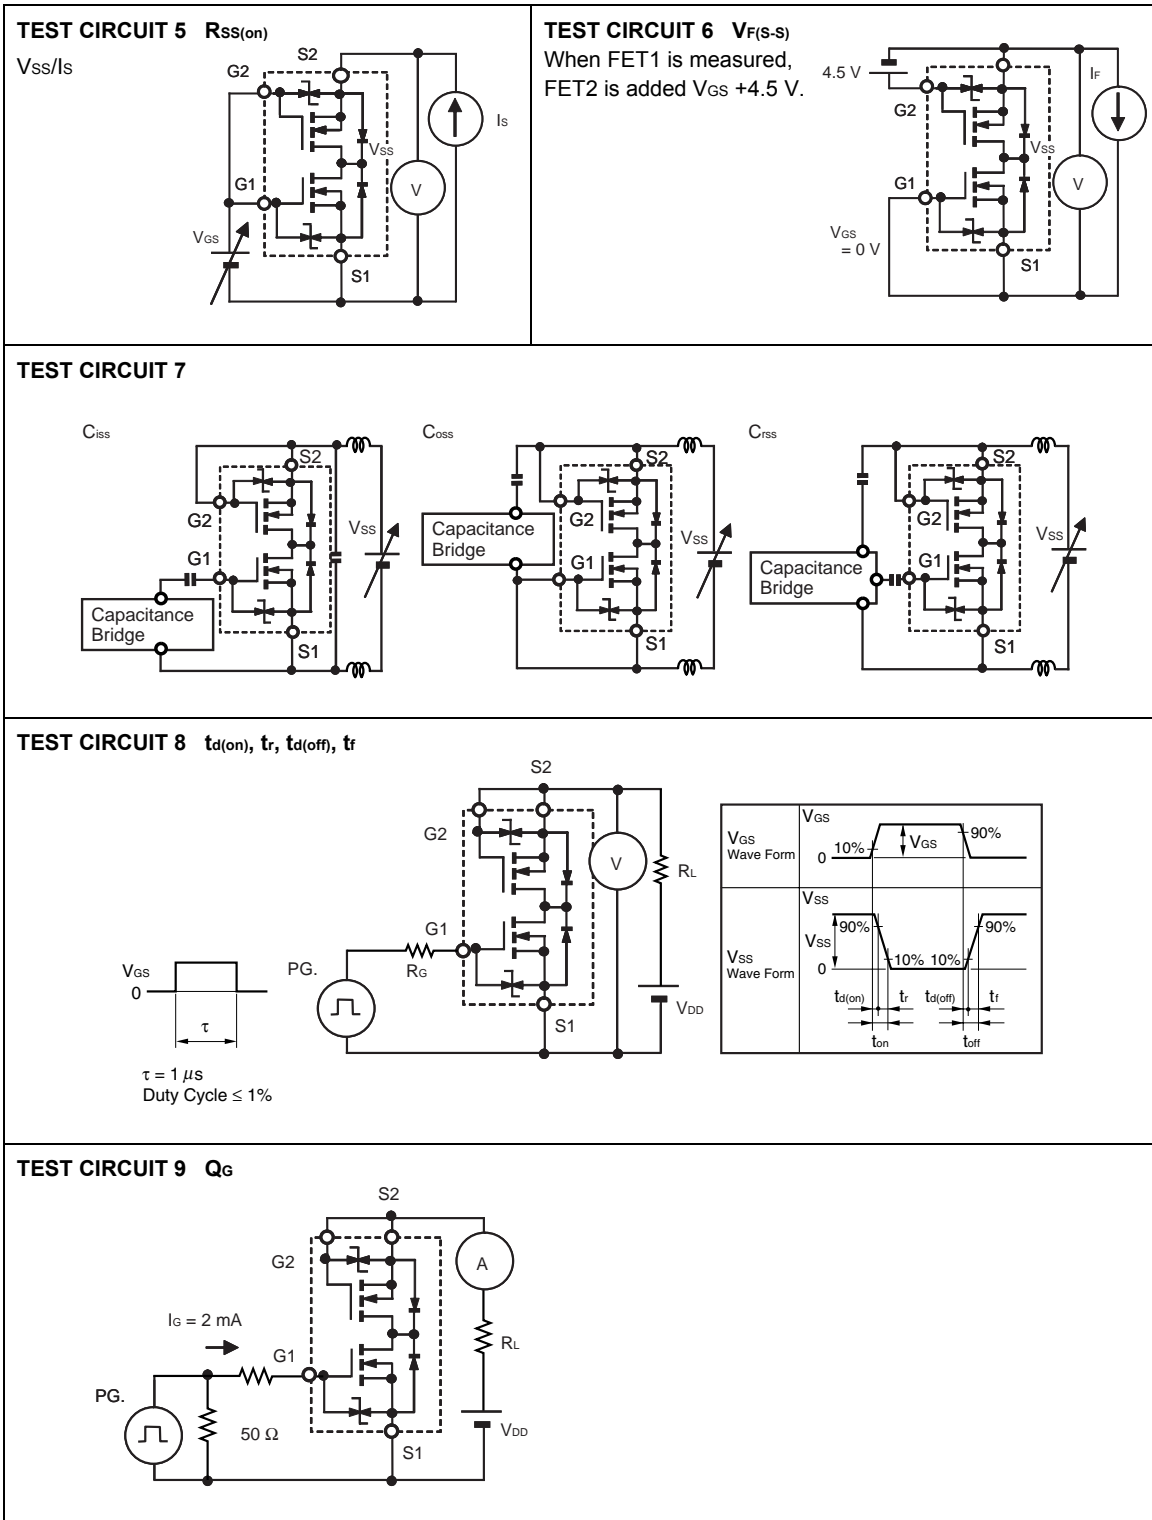 TEST CIRCUIT 5 RSS(on)
VSS/IS
S2
G2
IS
VSS
G1
V
VGS
S1
TEST CIRCUIT 6 VF(S-S)
When FET1 is measured,
FET2 is added VGS +4.5 V.
4.5 V
IF
G2
VSS
G1
V
VGS
= 0 V
S1
TEST CIRCUIT 7
Ciss
S2
G2
VSS
G1
Capacitance
Bridge
S1
Coss
S2
G2
Capacitance
Bridge
VSS
G1
S1
Crss
S2
G2
VSS
G1
Capacitance
Bridge
S1
TEST CIRCUIT 8 td(on), tr, td(off), tf
S2
G2
V
RL
G1
PG.
RG
VGS
0
VDD
S1
τ
τ = 1 μs
Duty Cycle ≤ 1%
VGS
Wave Form
VGS
10%
VGS
90%
0
VSS
Wave Form
VSS
90%
90%
VSS
10% 10%
0
td(on) tr td(off) tf
ton toff
TEST CIRCUIT 9 QG
S2
G2
A
IG = 2 mA
RL
G1
PG.
50 Ω
VDD
S1